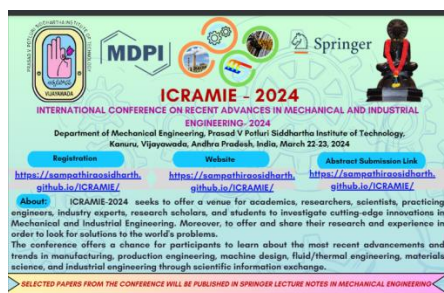 PRASAD V POTLURI SIDDHARTHA INSTITUTE OF TECHNOLOGY
VIJAYAWADA
MDPI
Springer
ICRAMIE - 2024
INTERNATIONAL CONFERENCE ON RECENT ADVANCES IN MECHANICAL AND INDUSTRIAL
ENGINEERING- 2024
Department of Mechanical Engineering, Prasad V Potluri Siddhartha Institute of Technology,
Kanuru, Vijayawada, Andhra Pradesh, India, March 22-23, 2024
Registration Website Abstract Submission Link
https://sampathiraosidharth. https://sampathiraosidharth. https://sampathiraosidharth.
github.io/ICRAMIE/ github.io/ICRAMIE/ github.io/ICRAMIE/
About: ICRAMIE-2024 seeks to offer a venue for academics, researchers, scientists, practicing
engineers, industry experts, research scholars, and students to investigate cutting-edge innovations in
Mechanical and Industrial Engineering. Moreover, to offer and share their research and experience in
order to look for solutions to the world's problems.
The conference offers a chance for participants to learn about the most recent advancements and
trends in manufacturing, production engineering, machine design, fluid/thermal engineering, materials
science, and industrial engineering through scientific information exchange.
SELECTED PAPERS FROM THE CONFERENCE WILL BE PUBLISHED IN SPRINGER LECTURE NOTES IN MECHANICAL ENGINEERING